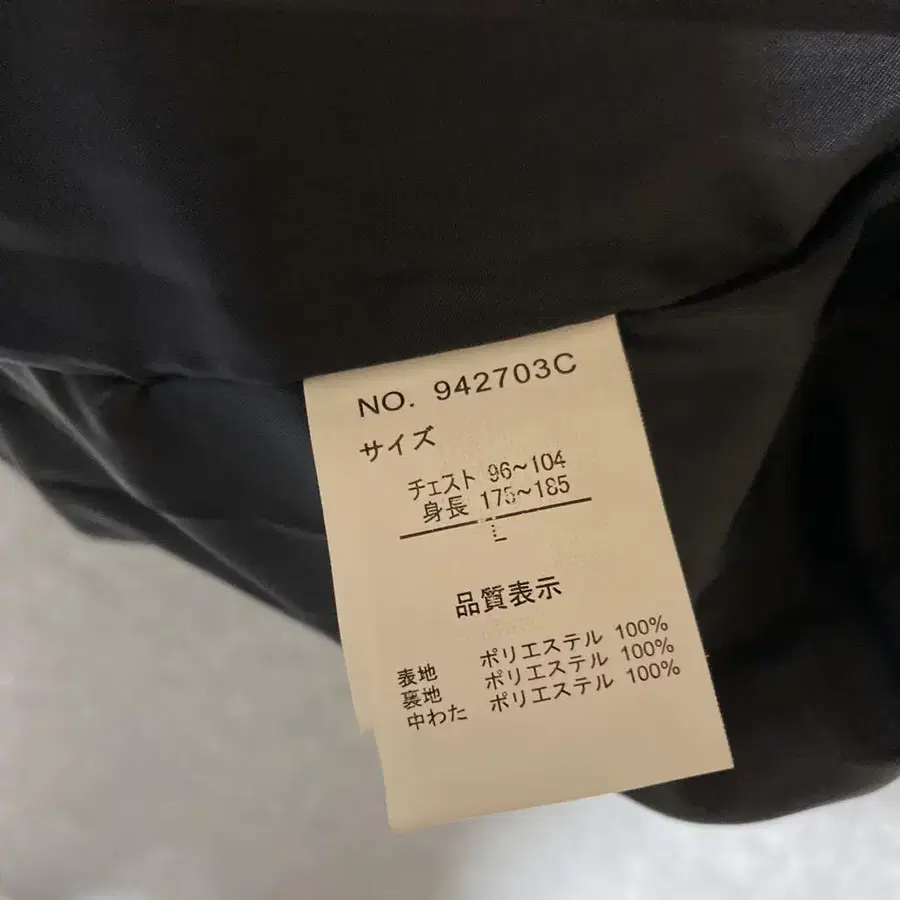 NO. 942703C
サイズ
チェスト 96~104
身長 175~185
L
品質表示
表地 ポリエステル 100%
裏地 ポリエステル 100%
中わた ポリエステル 100%